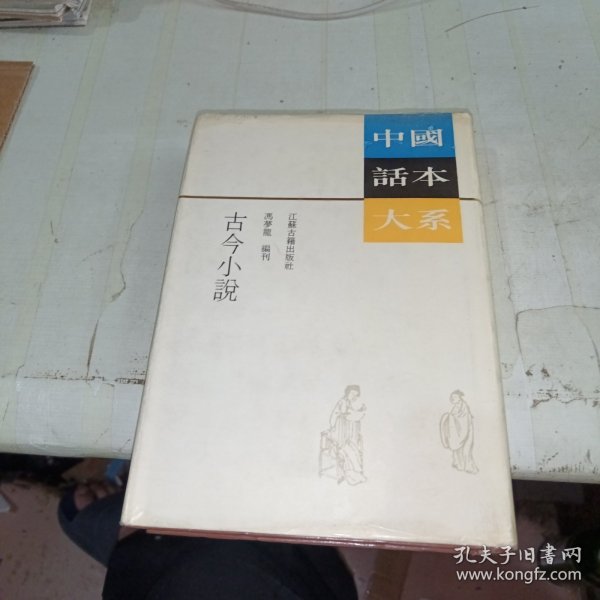 中國
話本
大系
江蘇古籍出版社
馮夢龍 編刊
古今小說
孔夫子旧书网
www.kongfz.com